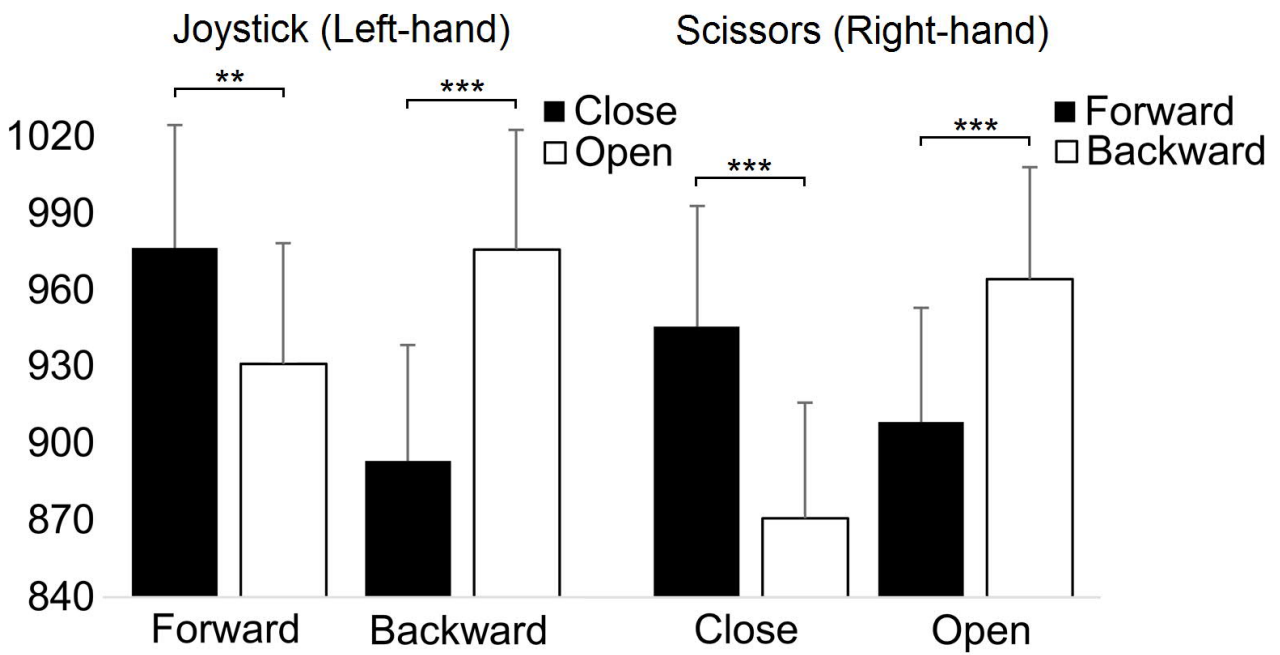 Joystick (Left-hand)
Scissors (Right-hand)
**
***
***
***
Close
Open
Forward
Backward
1020
990
960
930
900
870
840
Forward
Backward
Close
Open